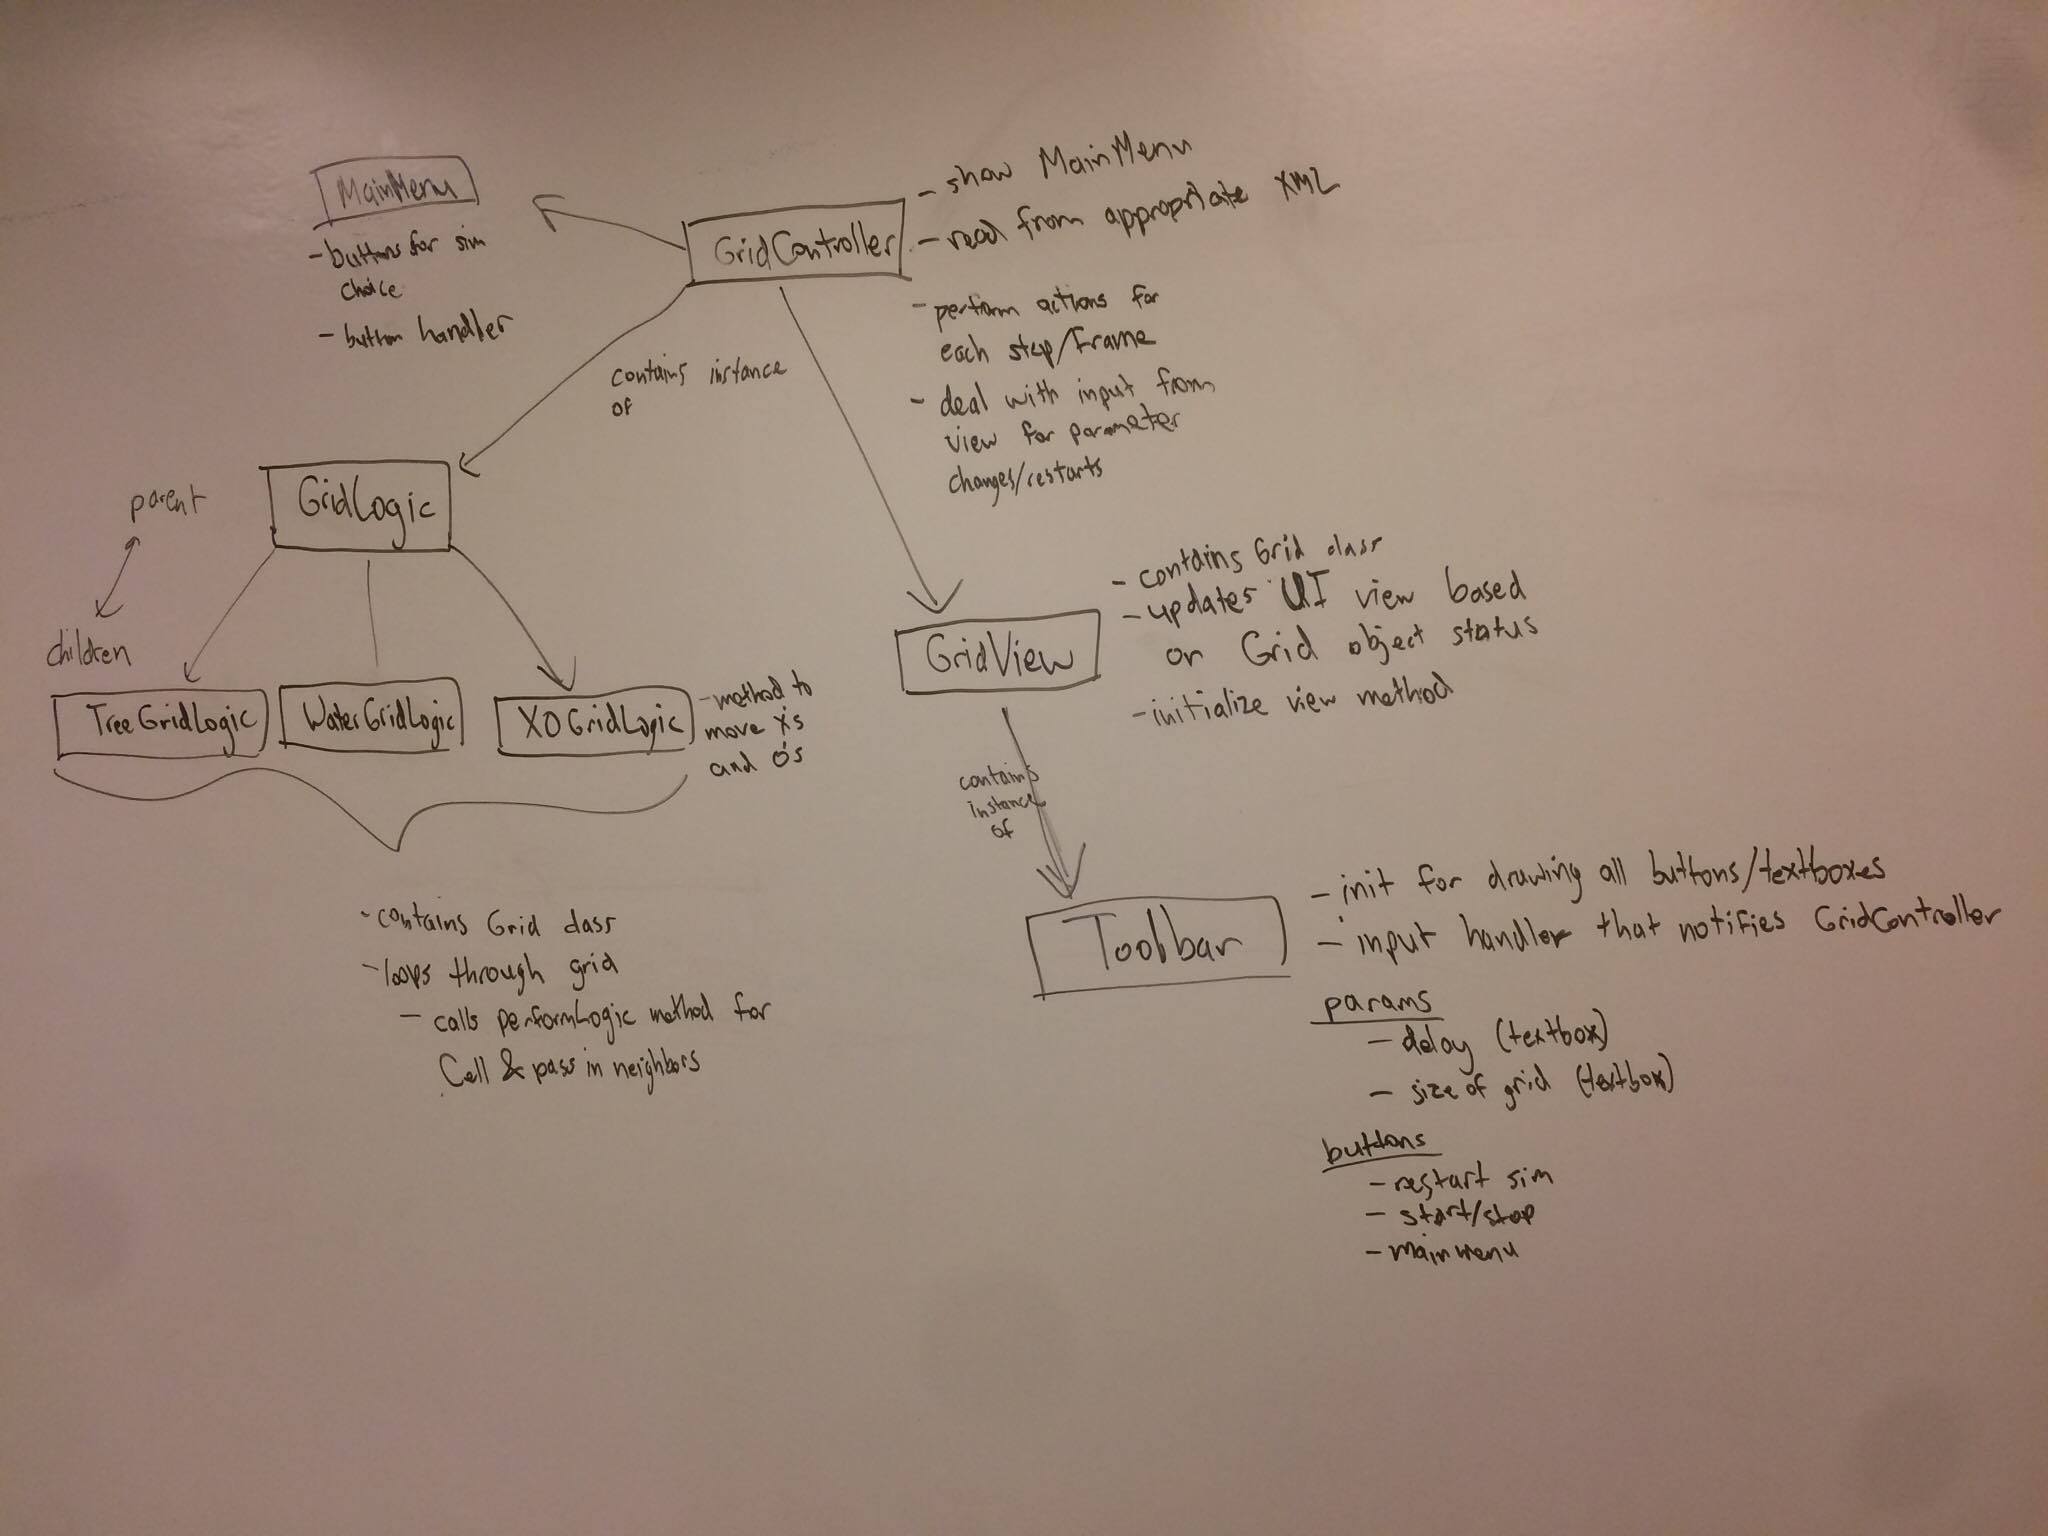 MainMenu
- buttons for sim
choice
- button handler
GridController
- show MainMenu
- read from appropriate XML
- perform actions for
each step/frame
- deal with input from
view for parameter
changes/restarts
contains instance
of
parent
children
GridLogic
TreeGridLogic
WaterGridLogic
XOGridLogic
- method to
move X's
and O's
- contains Grid class
- loops through grid
- calls performLogic method for
Cell & pass in neighbors
GridView
- contains Grid class
- updates UI view based
on Grid object status
- initialize view method
contains
instance
of
Toolbar
- init for drawing all buttons/textboxes
- input handler that notifies GridController
params
- delay (textbox)
- size of grid (textbox)
buttons
- restart sim
- start/stop
- main menu